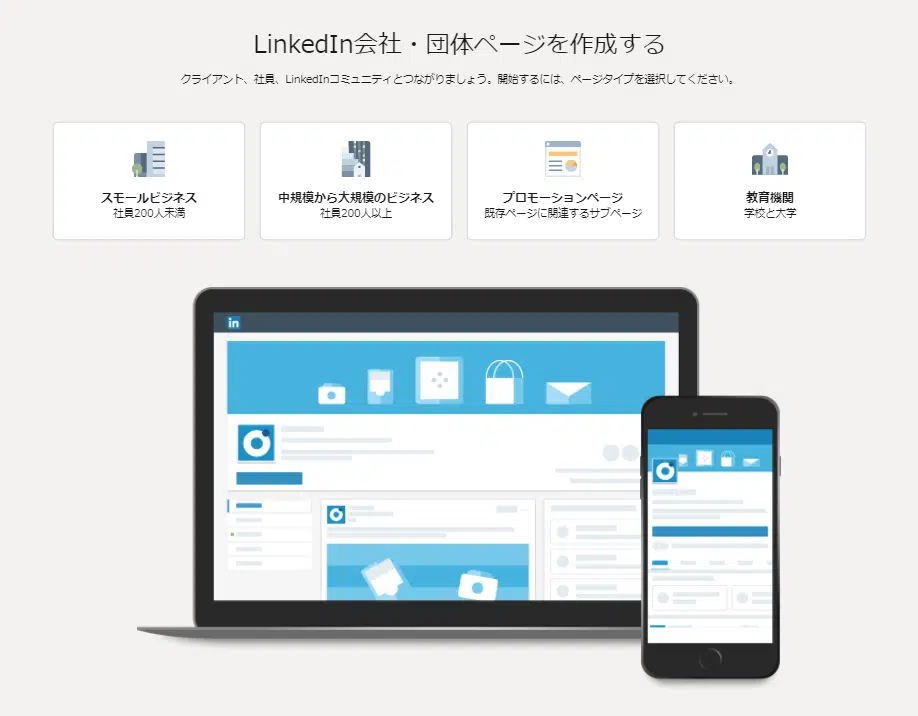 LinkedIn会社・団体ページを作成する
クライアント、社員、LinkedInコミュニティとつながりましょう。開始するには、ページタイプを選択してください。
スモールビジネス
社員200人未満
中規模から大規模のビジネス
社員200人以上
プロモーションページ
既存ページに関連するサブページ
教育機関
学校と大学
in